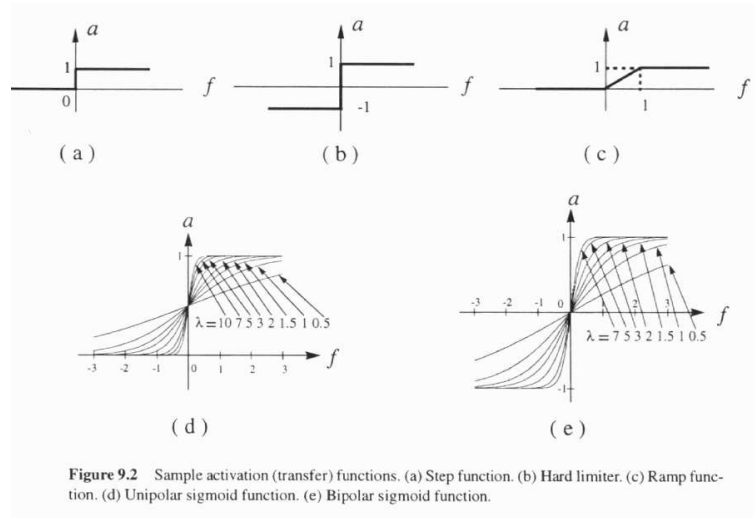 a
1
0
f
( a )
a
1
-1
f
( b )
a
1
1
f
( c )
a
1
λ = 10 7 5 3 2 1.5 1 0.5
-3 -2 -1 0 1 2 3
f
( d )
a
1
-3 -2 -1 0 1 2 3
f
λ = 7 5 3 2 1.5 1 0.5
-1
( e )
Figure 9.2 Sample activation (transfer) functions. (a) Step function. (b) Hard limiter. (c) Ramp func-
tion. (d) Unipolar sigmoid function. (e) Bipolar sigmoid function.